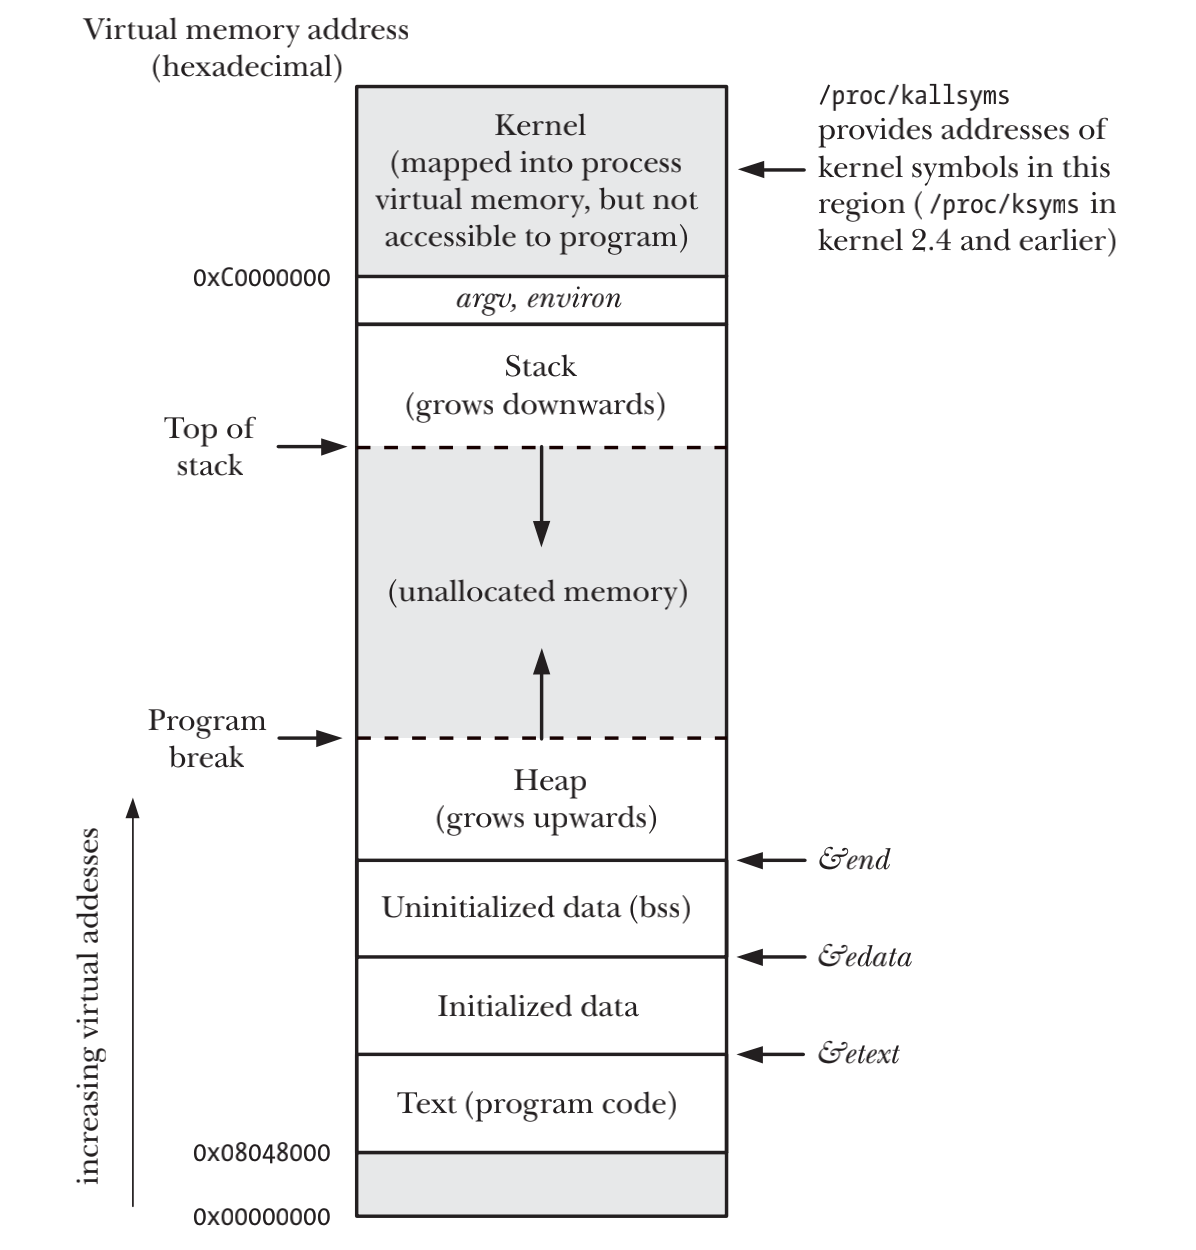 Virtual memory address
(hexadecimal)
/proc/kallsyms
provides addresses of
kernel symbols in this
region (/proc/ksyms in
kernel 2.4 and earlier)
Kernel
(mapped into process
virtual memory, but not
accessible to program)
0xC0000000
argv, environ
Stack
(grows downwards)
Top of
stack
(unallocated memory)
Program
break
Heap
(grows upwards)
&end
Uninitialized data (bss)
&edata
Initialized data
&etext
Text (program code)
0x08048000
0x00000000
increasing virtual addesses